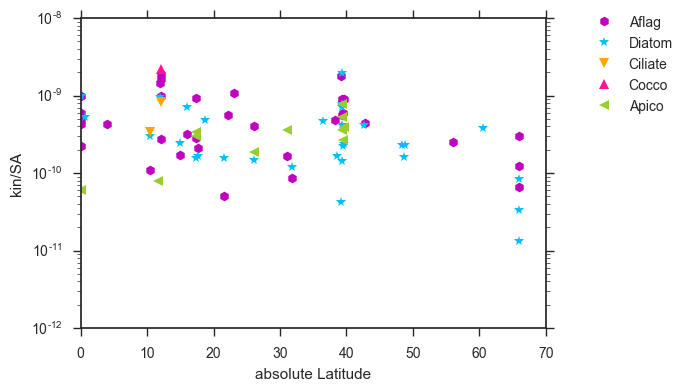 10⁻⁸
10⁻⁹
10⁻¹⁰
10⁻¹¹
10⁻¹²
kin/SA
0 10 20 30 40 50 60 70
absolute Latitude
Aflag
Diatom
Ciliate
Cocco
Apico